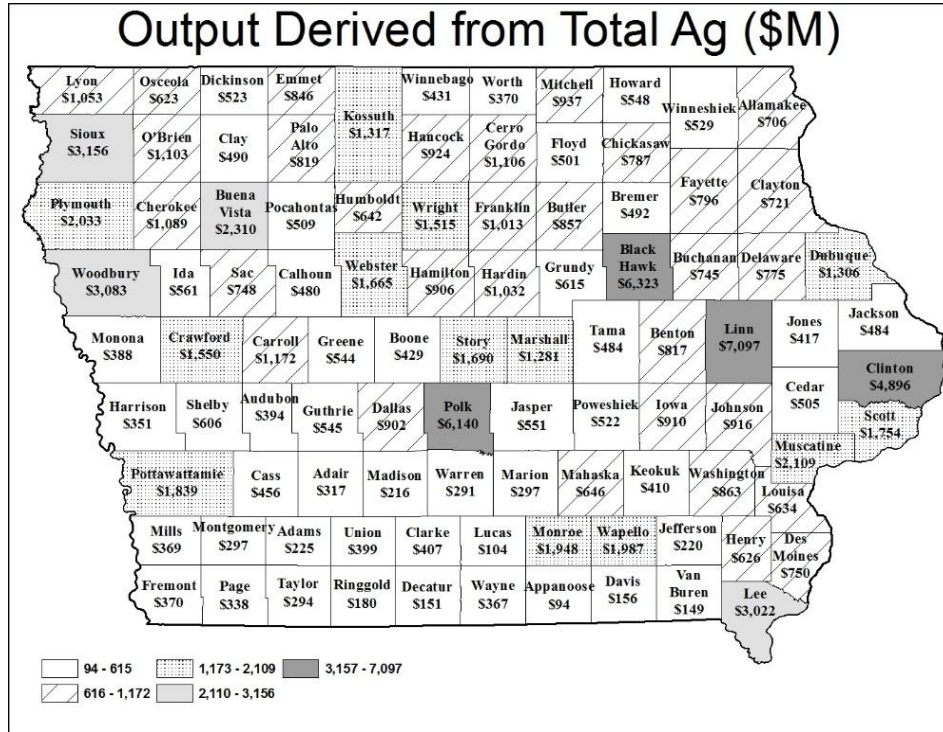 Output Derived from Total Ag ($M)
Lyon
$1,053
Osceola
$623
Dickinson
$523
Emmet
$846
Kossuth
$1,317
Winnebago
$431
Worth
$370
Mitchell
$937
Howard
$548
Winneshiek
$529
Allamakee
$706
Sioux
$3,156
O'Brien
$1,103
Clay
$490
Palo
Alto
$819
Hancock
$924
Cerro
Gordo
$1,106
Floyd
$501
Chickasaw
$787
Fayette
$796
Clayton
$721
Plymouth
$2,033
Cherokee
$1,089
Buena
Vista
$2,310
Pocahontas
$509
Humboldt
$642
Wright
$1,515
Franklin
$1,013
Butler
$857
Bremer
$492
Woodbury
$3,083
Ida
$561
Sac
$748
Calhoun
$480
Webster
$1,665
Hamilton
$906
Hardin
$1,032
Grundy
$615
Black
Hawk
$6,323
Buchanan
$745
Delaware
$775
Dubuque
$1,306
Monona
$388
Crawford
$1,550
Carroll
$1,172
Greene
$544
Boone
$429
Story
$1,690
Marshall
$1,281
Tama
$484
Benton
$817
Linn
$7,097
Jones
$417
Jackson
$484
Clinton
$4,896
Harrison
$351
Shelby
$606
Audubon
$394
Guthrie
$545
Dallas
$902
Polk
$6,140
Jasper
$551
Poweshiek
$522
Iowa
$910
Johnson
$916
Cedar
$505
Scott
$1,754
Muscatine
$2,109
Pottawattamie
$1,839
Cass
$456
Adair
$317
Madison
$216
Warren
$291
Marion
$297
Mahaska
$646
Keokuk
$410
Washington
$863
Louisa
$634
Mills
$369
Montgomery
$297
Adams
$225
Union
$399
Clarke
$407
Lucas
$104
Monroe
$1,948
Wapello
$1,987
Jefferson
$220
Henry
$626
Des
Moines
$750
Fremont
$370
Page
$338
Taylor
$294
Ringgold
$180
Decatur
$151
Wayne
$367
Appanoose
$94
Davis
$156
Van
Buren
$149
Lee
$3,022
94 - 615
1,173 - 2,109
3,157 - 7,097
616 - 1,172
2,110 - 3,156